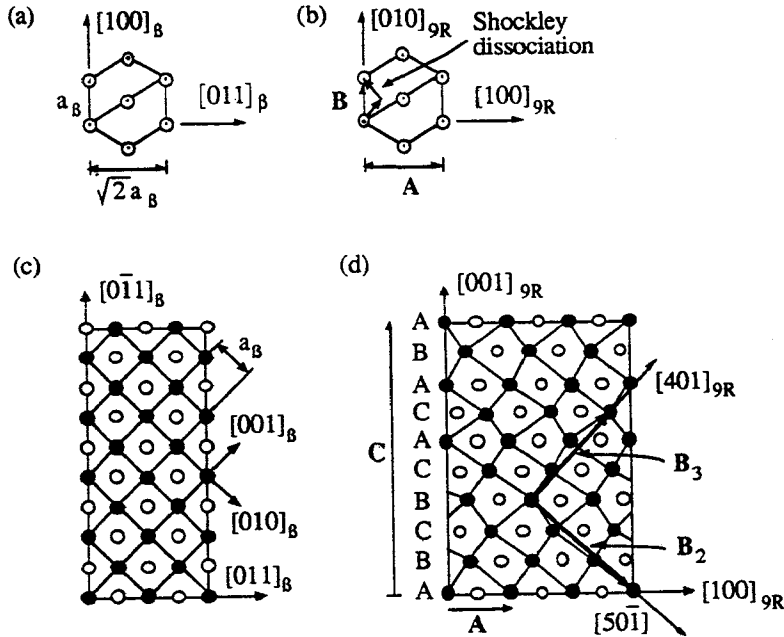 (a)
[100]ᵦ
aᵦ
[011]ᵦ
√2 aᵦ
(b)
[010]9R
Shockley
dissociation
B
[100]9R
A
(c)
[01̄1]ᵦ
aᵦ
[001]ᵦ
[010]ᵦ
[011]ᵦ
(d)
[001]9R
A
B
A
C
A
C
B
C
B
A
C
[401]9R
B3
B2
[100]9R
[501̄]
A